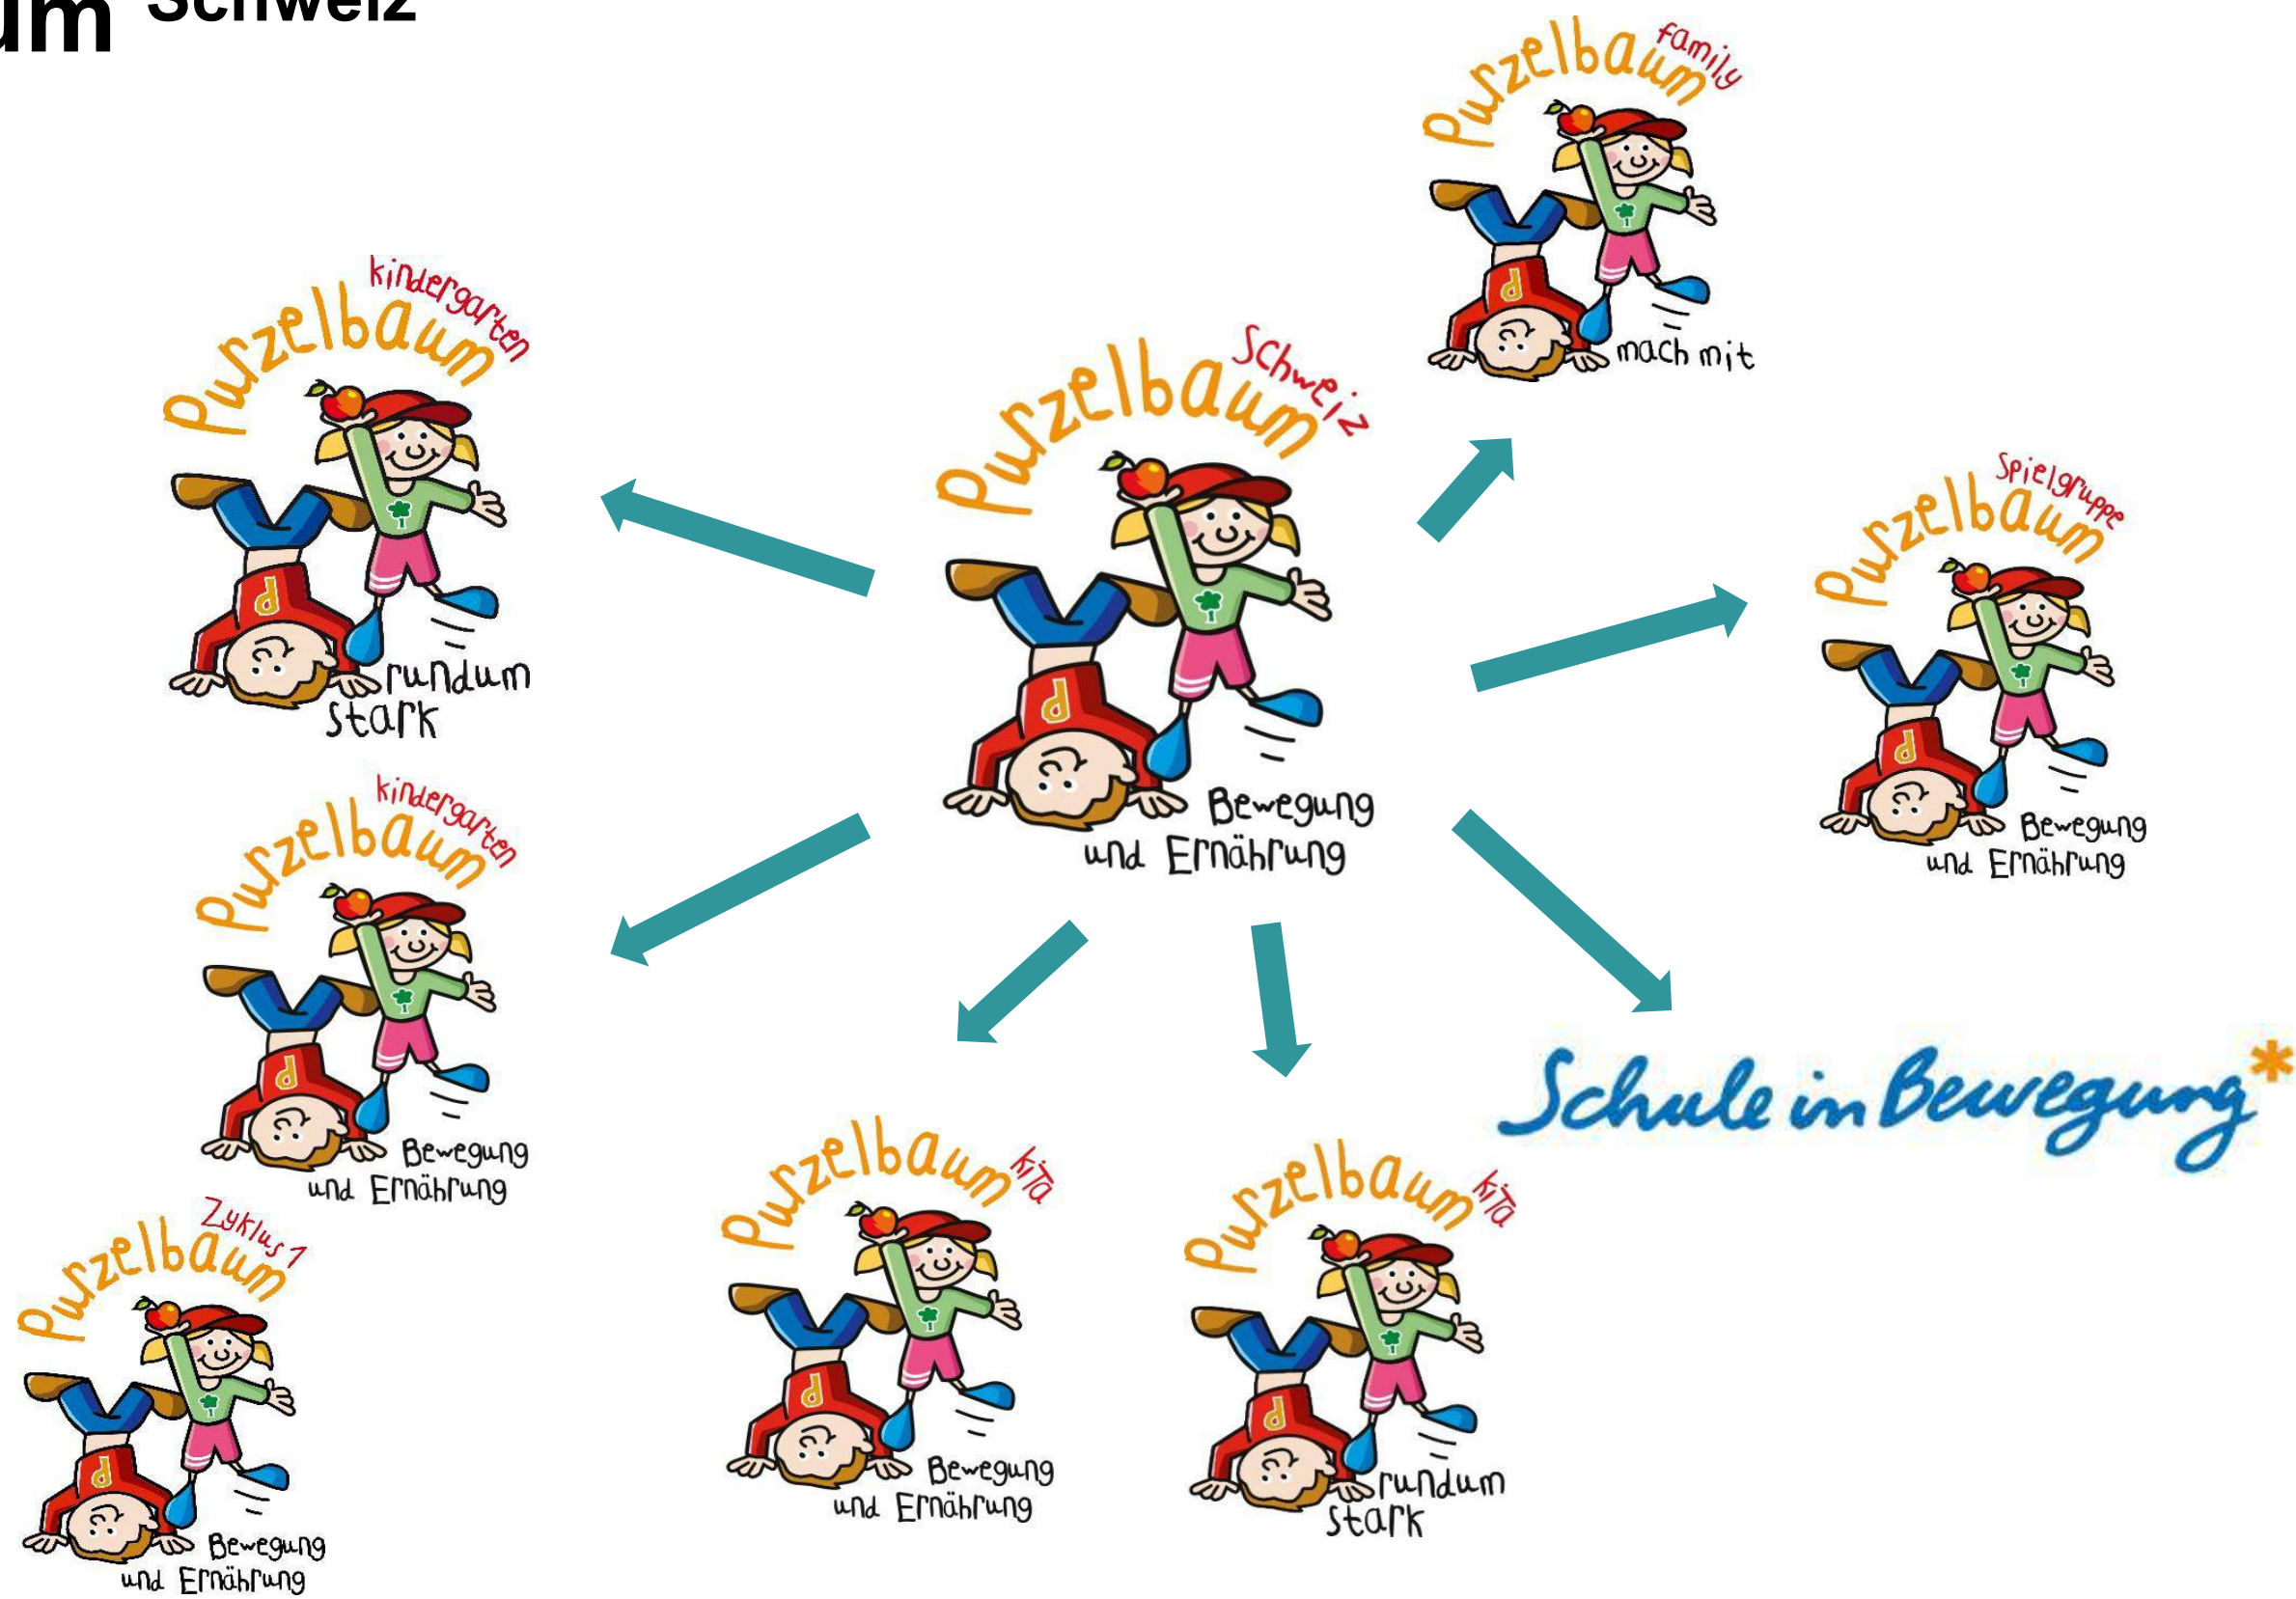 um Schweiz
Purzelbaum family
mach mit
Purzelbaum kindergarten
rundum
stark
Purzelbaum Schweiz
Bewegung
und Ernährung
Purzelbaum Spielgruppe
Bewegung
und Ernährung
Purzelbaum kindergarten
Bewegung
und Ernährung
Schule in Bewegung*
Purzelbaum kiTa
Bewegung
und Ernährung
Purzelbaum kiTa
rundum
stark
Purzelbaum Zyklus 1
Bewegung
und Ernährung